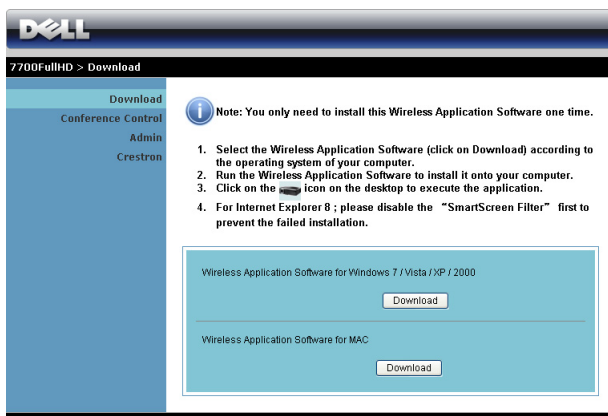 DELL
7700FullHD > Download
Download
Conference Control
Admin
Crestron
Note: You only need to install this Wireless Application Software one time.
1. Select the Wireless Application Software (click on Download) according to
the operating system of your computer.
2. Run the Wireless Application Software to install it onto your computer.
3. Click on the icon on the desktop to execute the application.
4. For Internet Explorer 8 ; please disable the “SmartScreen Filter” first to
prevent the failed installation.
Wireless Application Software for Windows 7 / Vista / XP / 2000
Download
Wireless Application Software for MAC
Download